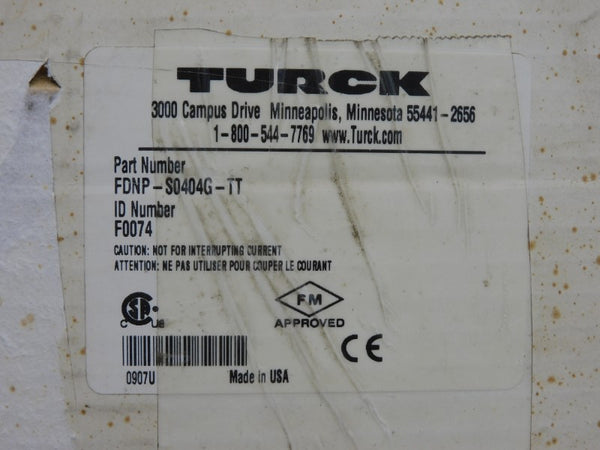 TURCK
3000 Campus Drive Minneapolis, Minnesota 55441-2656
1-800-544-7769 www.Turck.com
Part Number
FDNP-S0404G-TT
ID Number
F0074
CAUTION: NOT FOR INTERRUPTING CURRENT
ATTENTION: NE PAS UTILISER POUR COUPER LE COURANT
C SA US
FM
APPROVED
CE
0907U
Made in USA